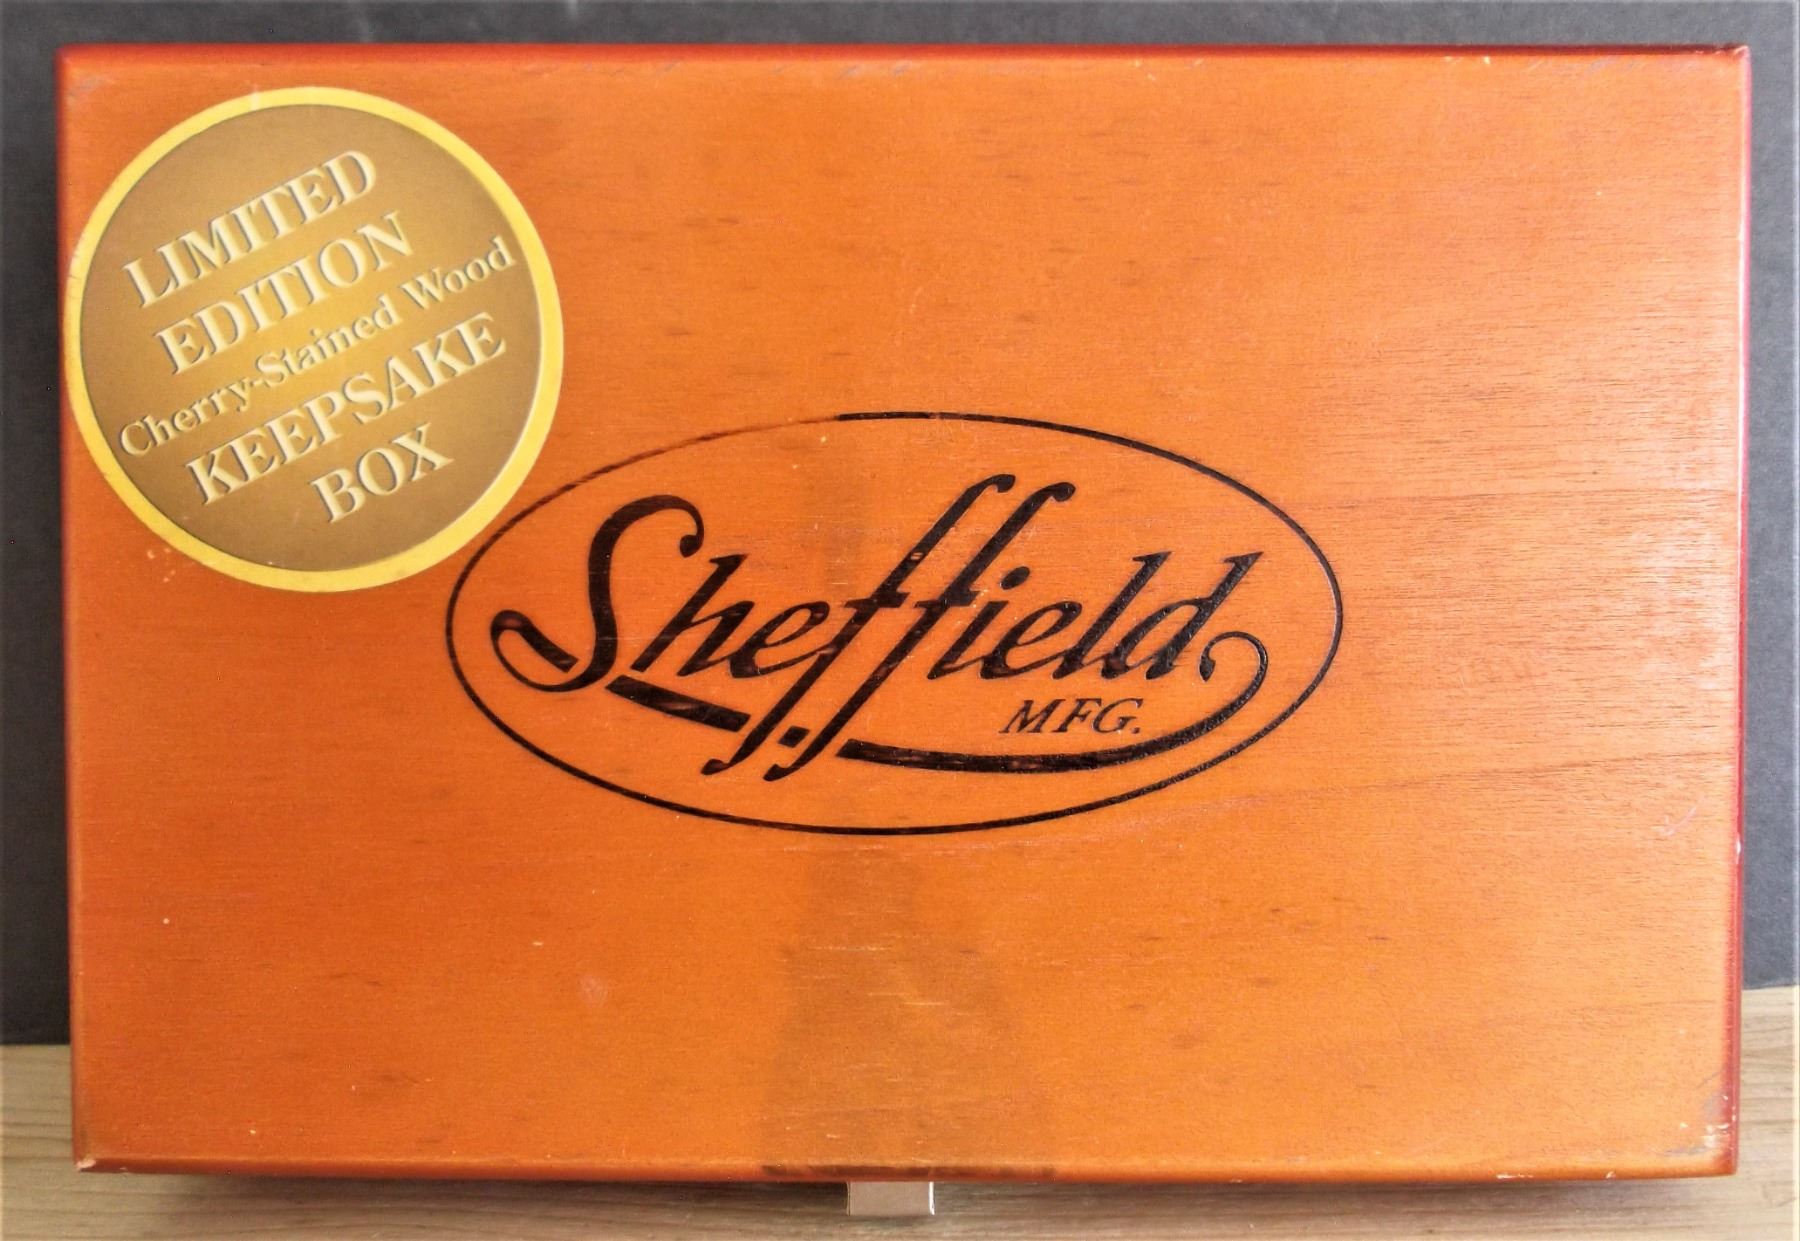 LIMITED
EDITION
Cherry-Stained Wood
KEEPSAKE
BOX
Sheffield
MFG.